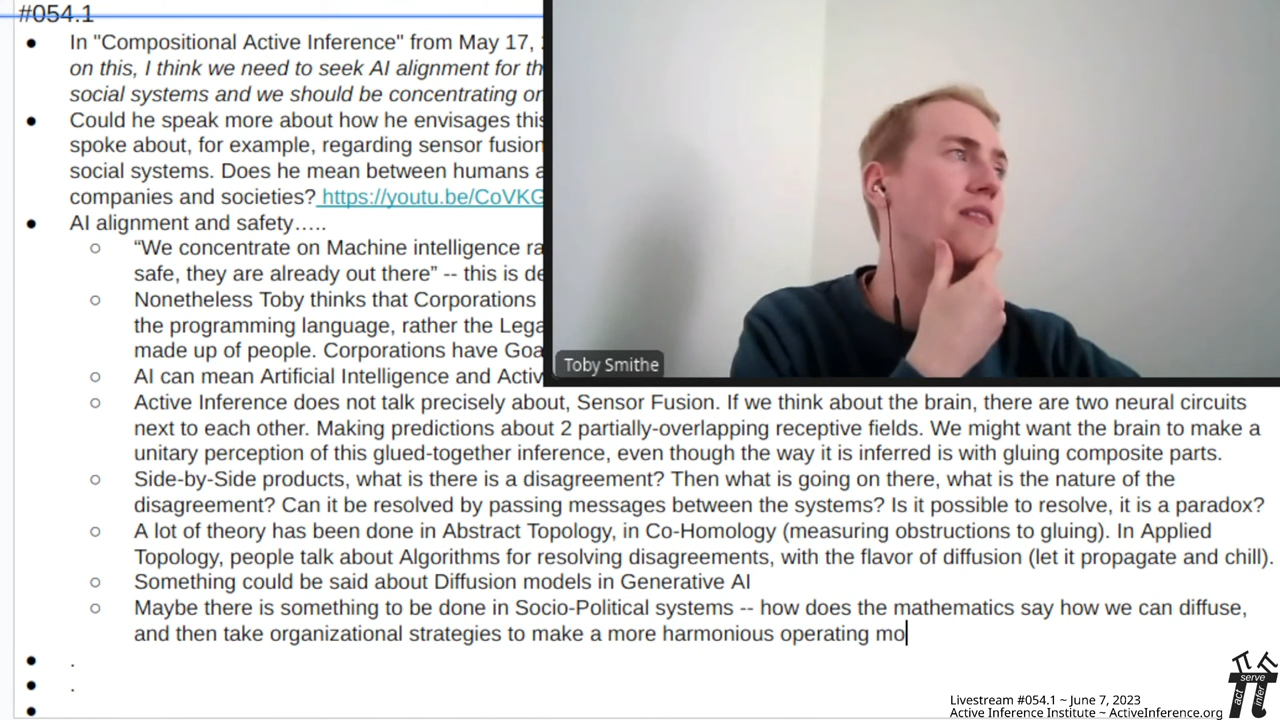 #054.1
In "Compositional Active Inference" from May 17,
on this, I think we need to seek AI alignment for th
social systems and we should be concentrating or
Could he speak more about how he envisages this
spoke about, for example, regarding sensor fusion
social systems. Does he mean between humans a
companies and societies? https://youtu.be/CoVKG
AI alignment and safety…..
“We concentrate on Machine intelligence ra
safe, they are already out there” -- this is de
Nonetheless Toby thinks that Corporations
the programming language, rather the Lega
made up of people. Corporations have Goa
AI can mean Artificial Intelligence and Activ
Active Inference does not talk precisely about, Sensor Fusion. If we think about the brain, there are two neural circuits
next to each other. Making predictions about 2 partially-overlapping receptive fields. We might want the brain to make a
unitary perception of this glued-together inference, even though the way it is inferred is with gluing composite parts.
Side-by-Side products, what is there is a disagreement? Then what is going on there, what is the nature of the
disagreement? Can it be resolved by passing messages between the systems? Is it possible to resolve, it is a paradox?
A lot of theory has been done in Abstract Topology, in Co-Homology (measuring obstructions to gluing). In Applied
Topology, people talk about Algorithms for resolving disagreements, with the flavor of diffusion (let it propagate and chill).
Something could be said about Diffusion models in Generative AI
Maybe there is something to be done in Socio-Political systems -- how does the mathematics say how we can diffuse,
and then take organizational strategies to make a more harmonious operating mo
.
.
Toby Smithe
serve
act
infer
Livestream #054.1 ~ June 7, 2023
Active Inference Institute ~ ActiveInference.org